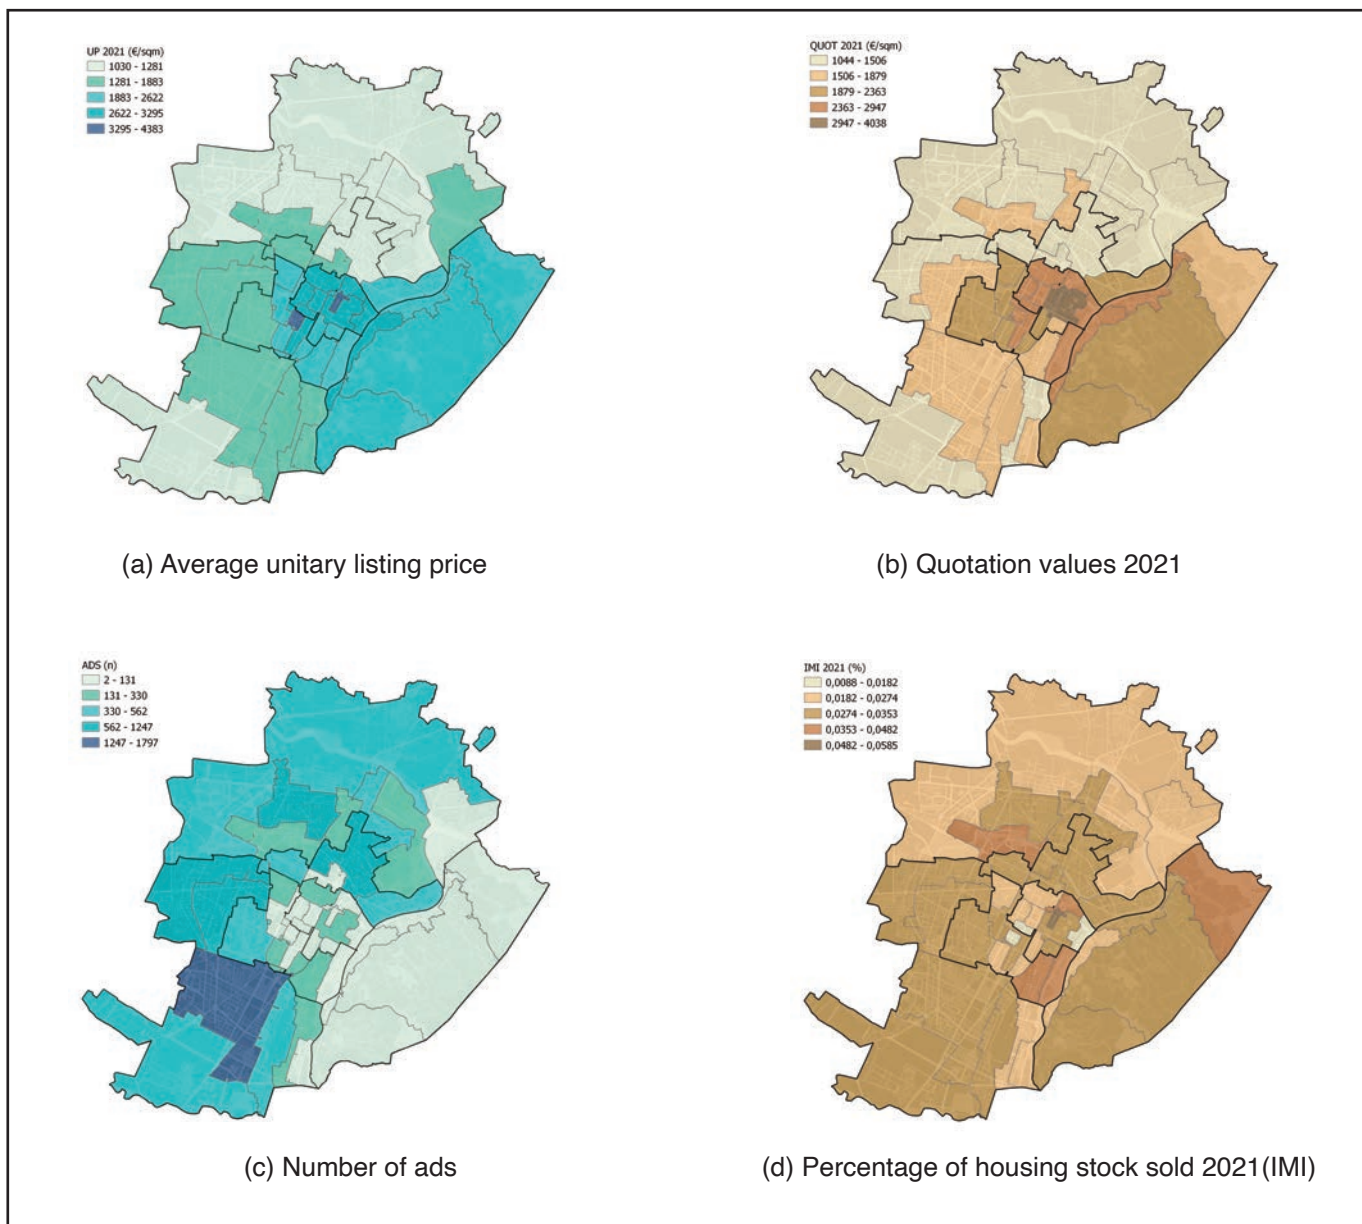 UP 2021 (€/sqm)
1030 - 1281
1281 - 1883
1883 - 2622
2622 - 3295
3295 - 4383
(a) Average unitary listing price
QUOT 2021 (€/sqm)
1044 - 1506
1506 - 1879
1879 - 2363
2363 - 2947
2947 - 4038
(b) Quotation values 2021
ADS (n)
2 - 131
131 - 330
330 - 562
562 - 1247
1247 - 1797
(c) Number of ads
IMI 2021 (%)
0,0088 - 0,0182
0,0182 - 0,0274
0,0274 - 0,0353
0,0353 - 0,0482
0,0482 - 0,0585
(d) Percentage of housing stock sold 2021(IMI)